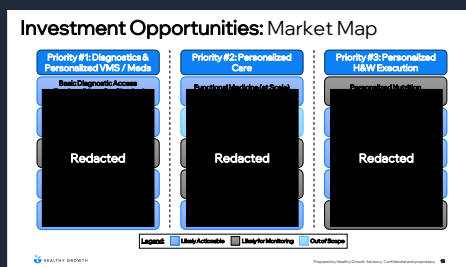 Investment Opportunities: Market Map
Priority #1: Diagnostics &
Personalized VMS / Meds
Basic Diagnostic Access
Redacted
Priority #2: Personalized
Care
Functional Medicine (at Scale)
Redacted
Priority #3: Personalized
H&W Execution
Personalized Nutrition
Redacted
Legend: Likely Actionable Likely for Monitoring Out of Scope
HEALTHY GROWTH
Prepared by Healthy Growth Advisory. Confidential and proprietary.